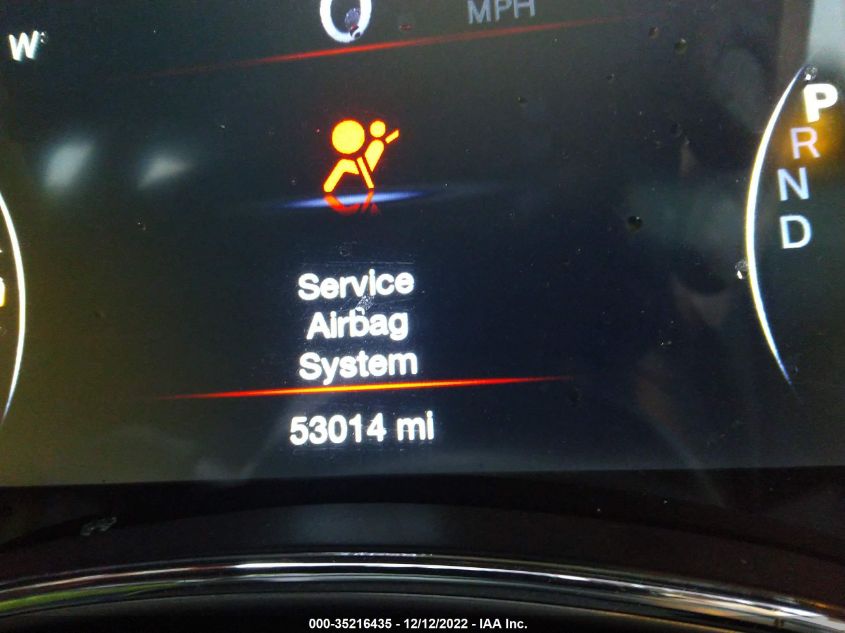 W
MPH
P
R
N
D
Service
Airbag
System
53014 mi
000-35216435 - 12/12/2022 - IAA Inc.